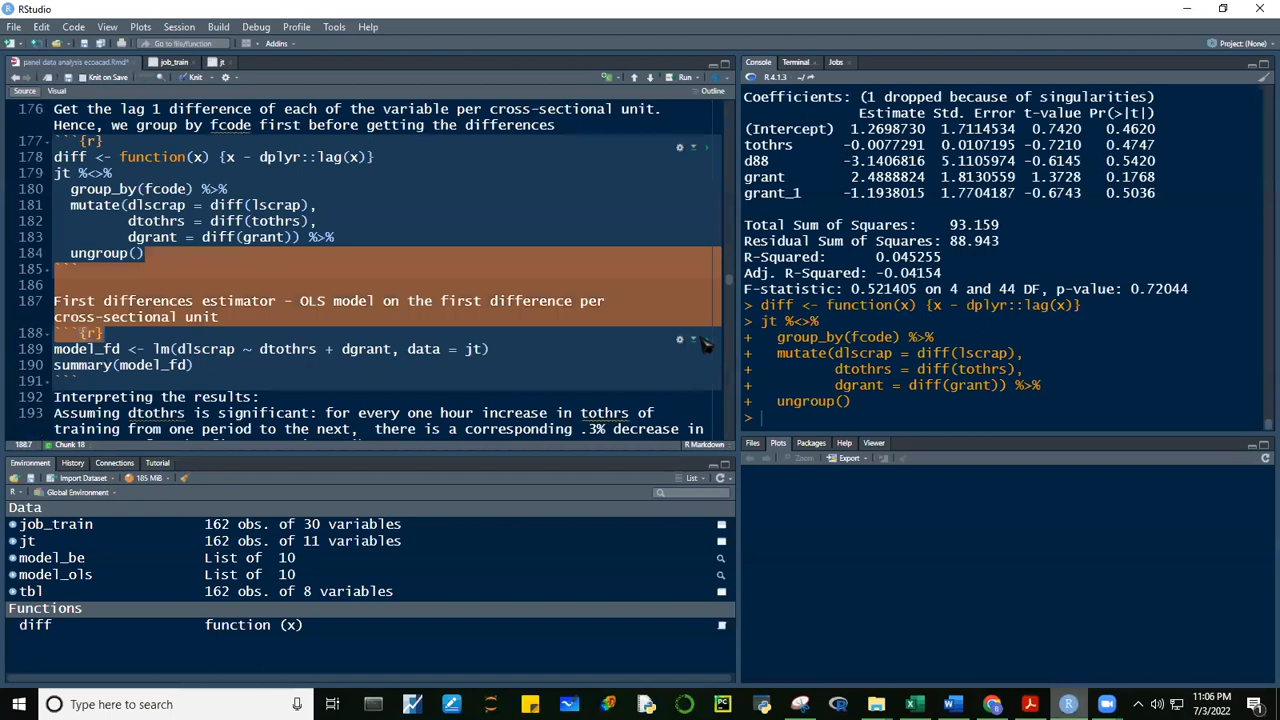 RStudio
File Edit Code View Plots Session Build Debug Profile Tools Help
Go to file/function Addins Project: (None)
panel data analysis ecoacad.Rmd* job_train jt
Knit on Save Knit Run
Source Visual Outline
176 Get the lag 1 difference of each of the variable per cross-sectional unit.
Hence, we group by fcode first before getting the differences
177 ```{r}
178 diff <- function(x) {x - dplyr::lag(x)}
179 jt %<>%
180 group_by(fcode) %>%
181 mutate(dlscrap = diff(lscrap),
182 dtothrs = diff(tothrs),
183 dgrant = diff(grant)) %>%
184 ungroup()
185 ```
186
187 First differences estimator - OLS model on the first difference per
cross-sectional unit
188 ```{r}
189 model_fd <- lm(dlscrap ~ dtothrs + dgrant, data = jt)
190 summary(model_fd)
191 ```
192 Interpreting the results:
193 Assuming dtothrs is significant: for every one hour increase in tothrs of
training from one period to the next, there is a corresponding .3% decrease in
188:7 Chunk 18 R Markdown
Environment History Connections Tutorial
Import Dataset 185 MiB List
R Global Environment
Data
job_train 162 obs. of 30 variables
jt 162 obs. of 11 variables
model_be List of 10
model_ols List of 10
tbl 162 obs. of 8 variables
Functions
diff function (x)
Console Terminal Jobs
R 4.1.3 · ~/
Coefficients: (1 dropped because of singularities)
Estimate Std. Error t-value Pr(>|t|)
(Intercept) 1.2698730 1.7114534 0.7420 0.4620
tothrs -0.0077291 0.0107195 -0.7210 0.4747
d88 -3.1406816 5.1105974 -0.6145 0.5420
grant 2.4888824 1.8130559 1.3728 0.1768
grant_1 -1.1938015 1.7704187 -0.6743 0.5036
Total Sum of Squares: 93.159
Residual Sum of Squares: 88.943
R-Squared: 0.045255
Adj. R-Squared: -0.04154
F-statistic: 0.521405 on 4 and 44 DF, p-value: 0.72044
> diff <- function(x) {x - dplyr::lag(x)}
> jt %<>%
+ group_by(fcode) %>%
+ mutate(dlscrap = diff(lscrap),
+ dtothrs = diff(tothrs),
+ dgrant = diff(grant)) %>%
+ ungroup()
>
Files Plots Packages Help Viewer
Zoom Export
Type here to search
11:06 PM
7/3/2022